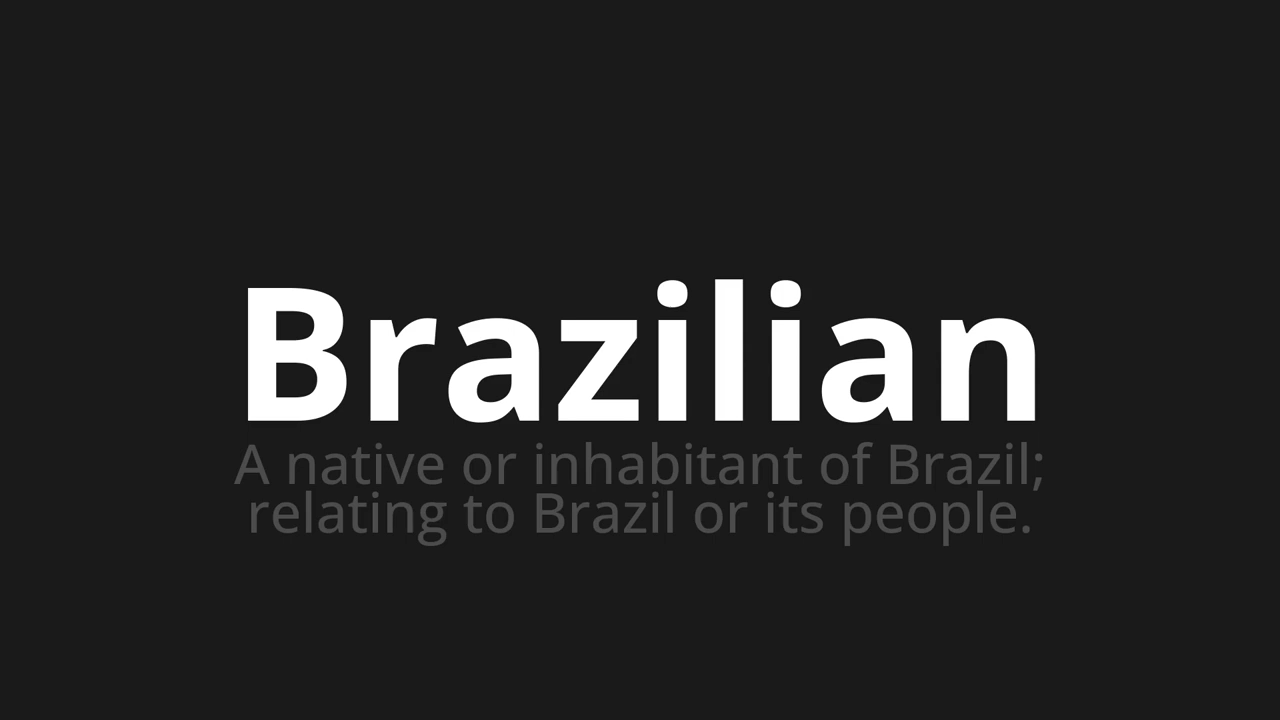 Brazilian
A native or inhabitant of Brazil;
relating to Brazil or its people.